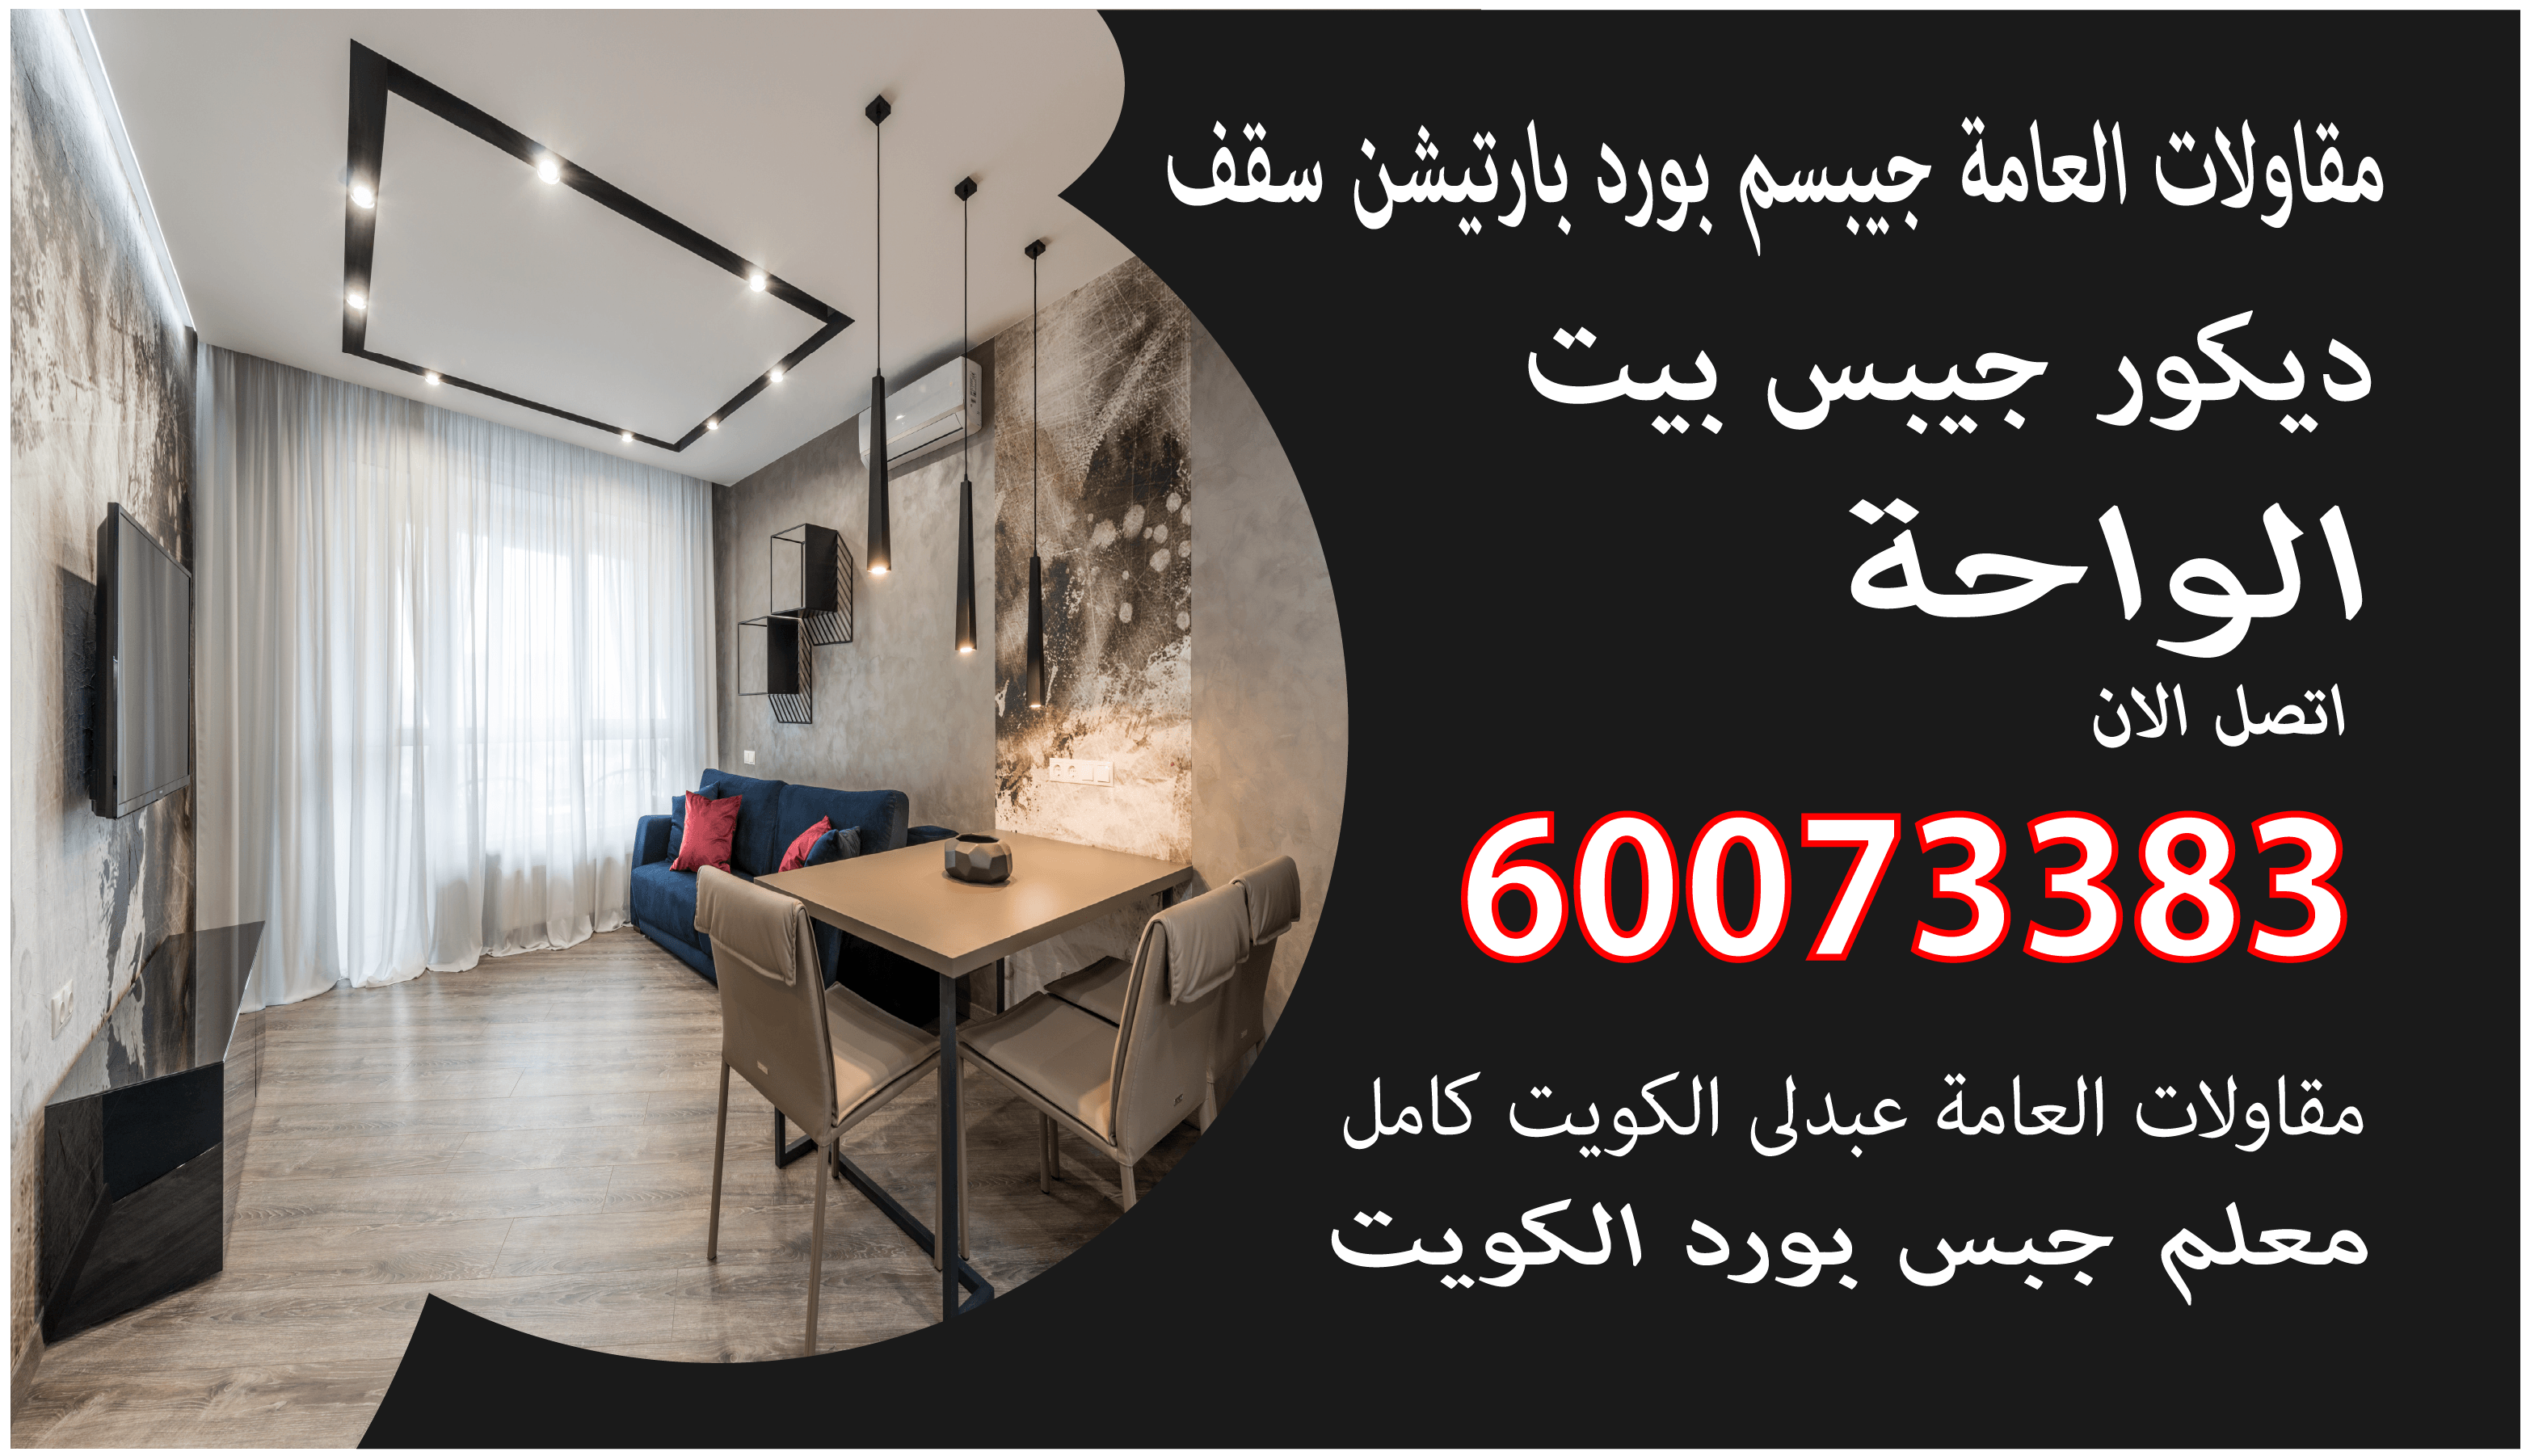 مقاولات العامة جيبسم بورد بارتيشن سقف
ديكور جيبس بيت
الواحة
اتصل الان
60073383
مقاولات العامة عبدلى الكويت كامل
معلم جبس بورد الكويت